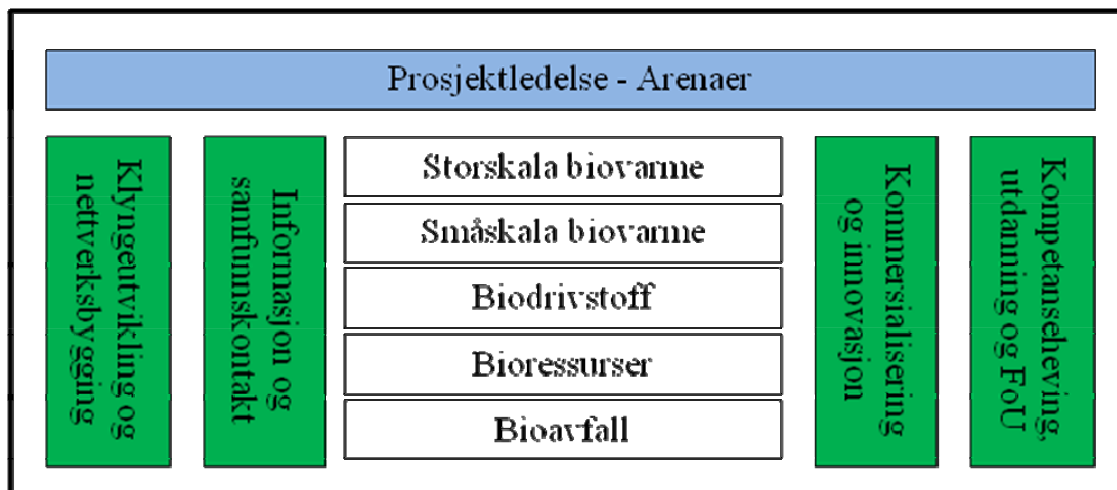 Prosjektledelse - Arenaer
Klyngeutvikling og
nettverksbygging
Informasjon og
samfunnskontakt
Storskala biovarme
Småskala biovarme
Biodrivstoff
Bioressurser
Bioavfall
Kommersialisering
og innovasjon
Kompetanseheving,
utdanning og FoU